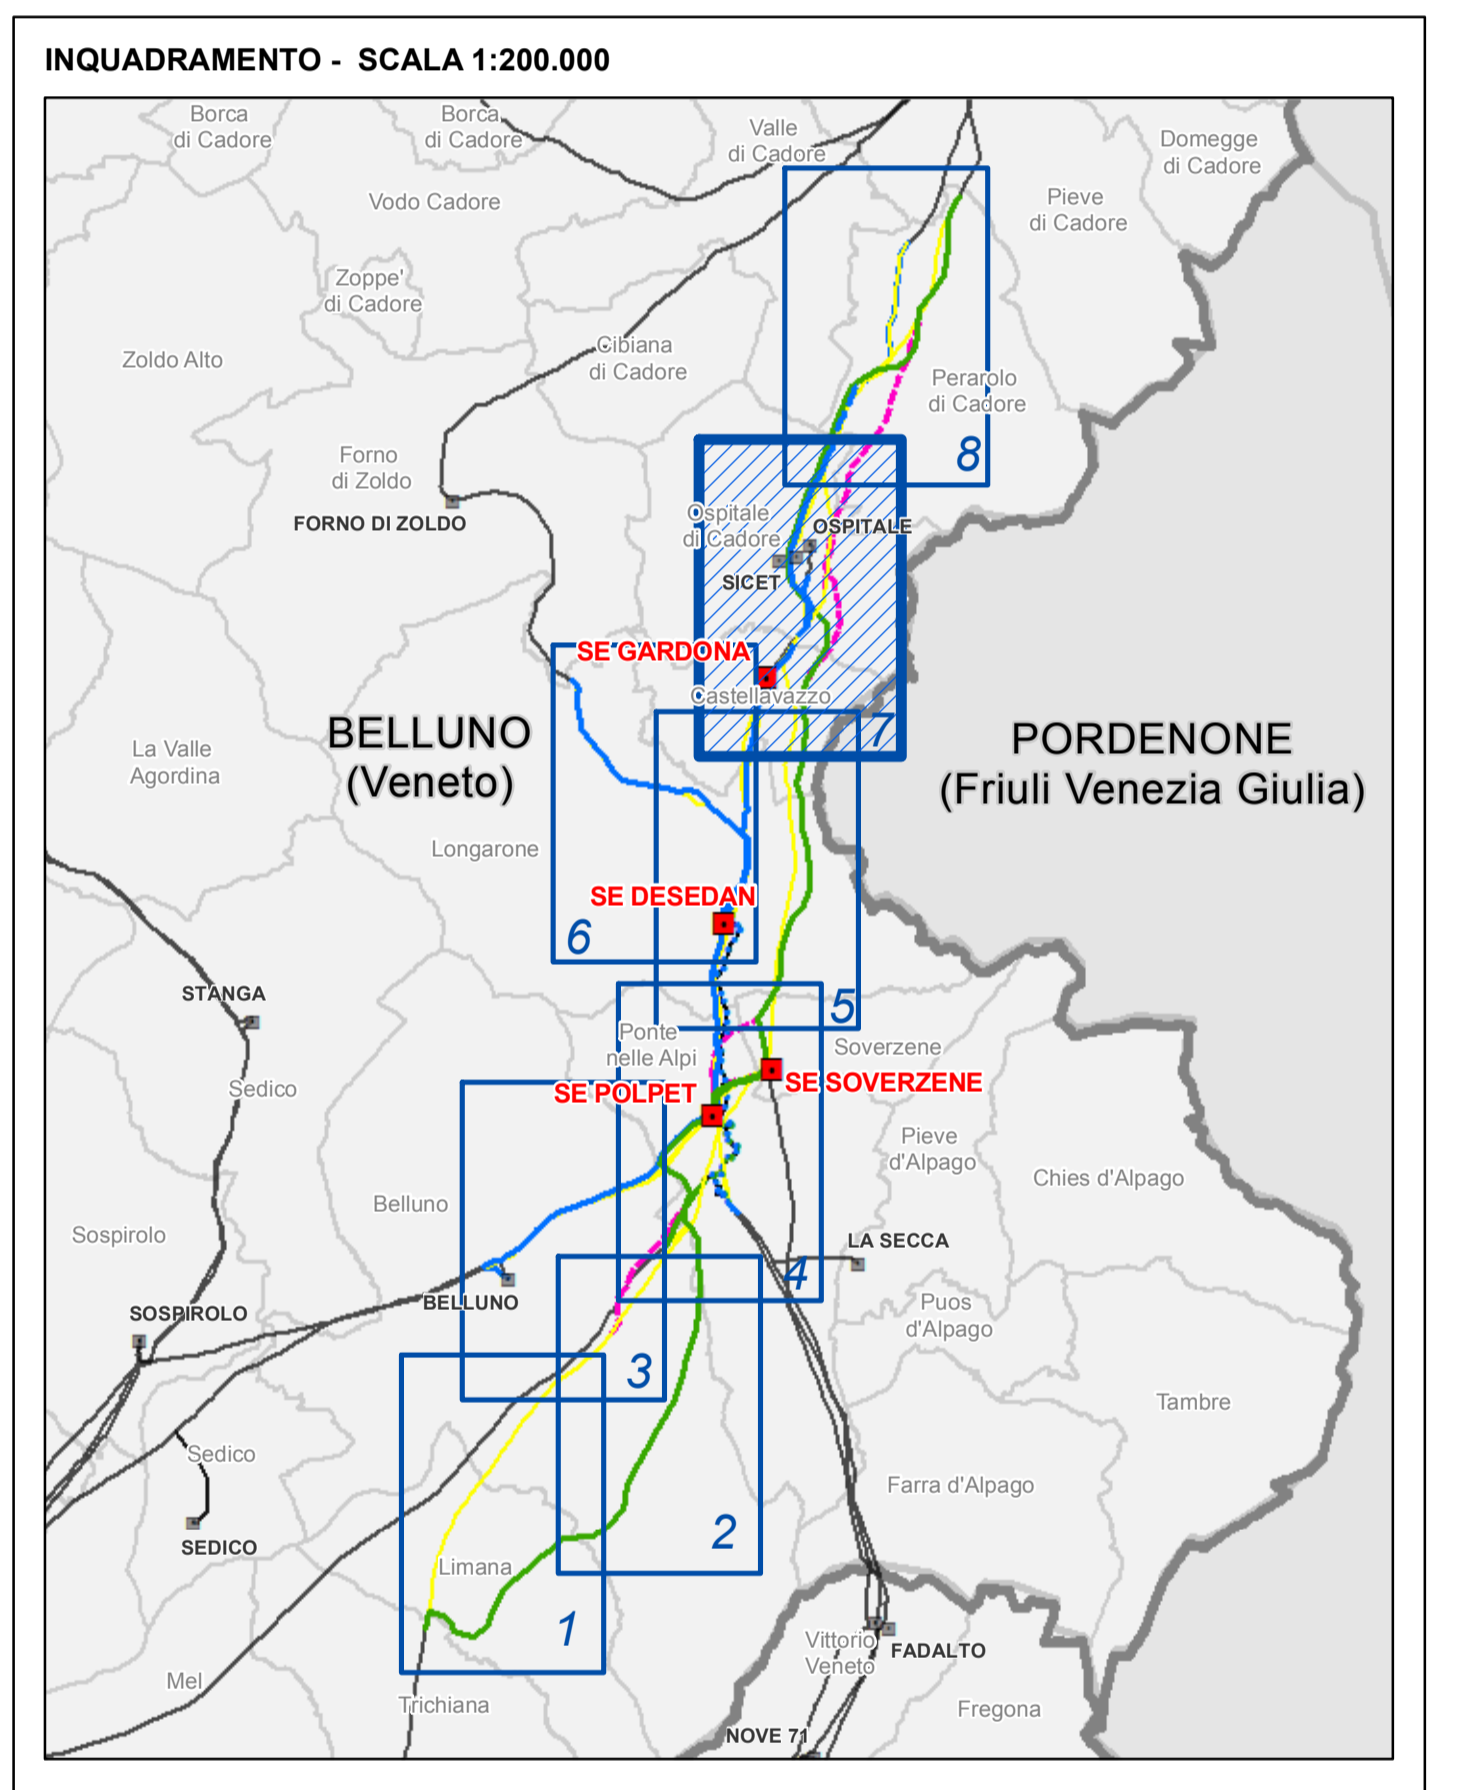 INQUADRAMENTO - SCALA 1:200.000
Borca
di Cadore
Borca
di Cadore
Valle
di Cadore
Domegge
di Cadore
Vodo Cadore
Pieve
di Cadore
Zoppe'
di Cadore
Zoldo Alto
Cibiana
di Cadore
Perarolo
di Cadore
8
Forno
di Zoldo
FORNO DI ZOLDO
Ospitale
di Cadore
OSPITALE
SICET
SE GARDONA
Castellavazzo
7
BELLUNO
(Veneto)
PORDENONE
(Friuli Venezia Giulia)
La Valle
Agordina
Longarone
SE DESEDAN
6
STANGA
5
Ponte
nelle Alpi
Soverzene
Sedico
SE POLPET
SE SOVERZENE
Pieve
d'Alpago
Chies d'Alpago
Belluno
Sospirolo
LA SECCA
4
BELLUNO
SOSPIROLO
Puos
d'Alpago
3
Tambre
Sedico
Farra d'Alpago
2
SEDICO
Limana
1
Vittorio
Veneto
FADALTO
Mel
Trichiana
Fregona
NOVE 71